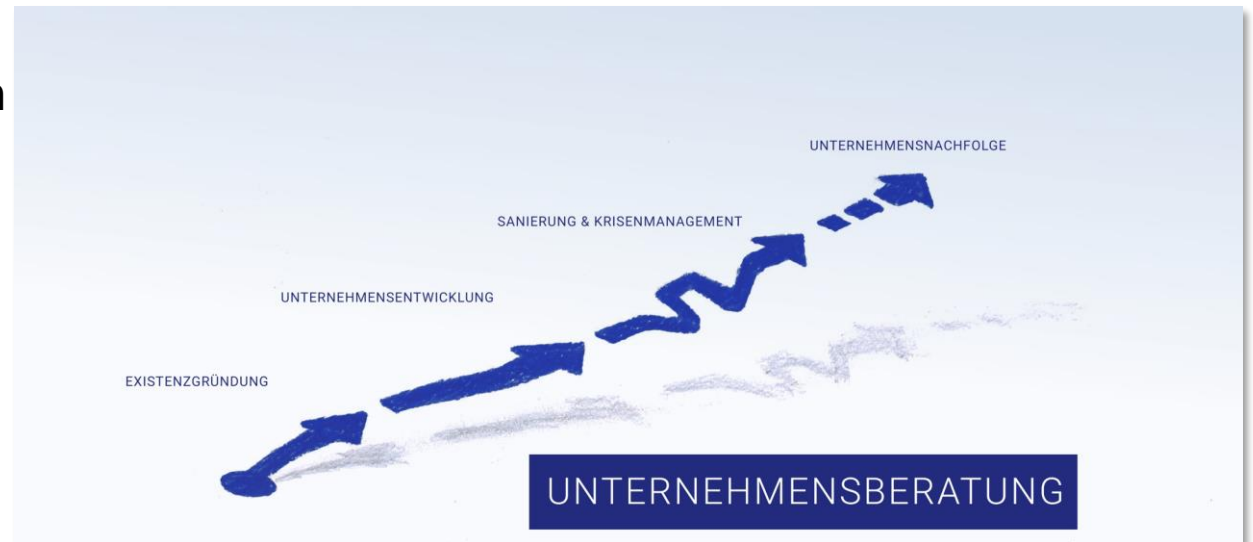 n
UNTERNEHMENSNACHFOLGE
SANIERUNG & KRISENMANAGEMENT
UNTERNEHMENSENTWICKLUNG
EXISTENZGRÜNDUNG
UNTERNEHMENSBERATUNG